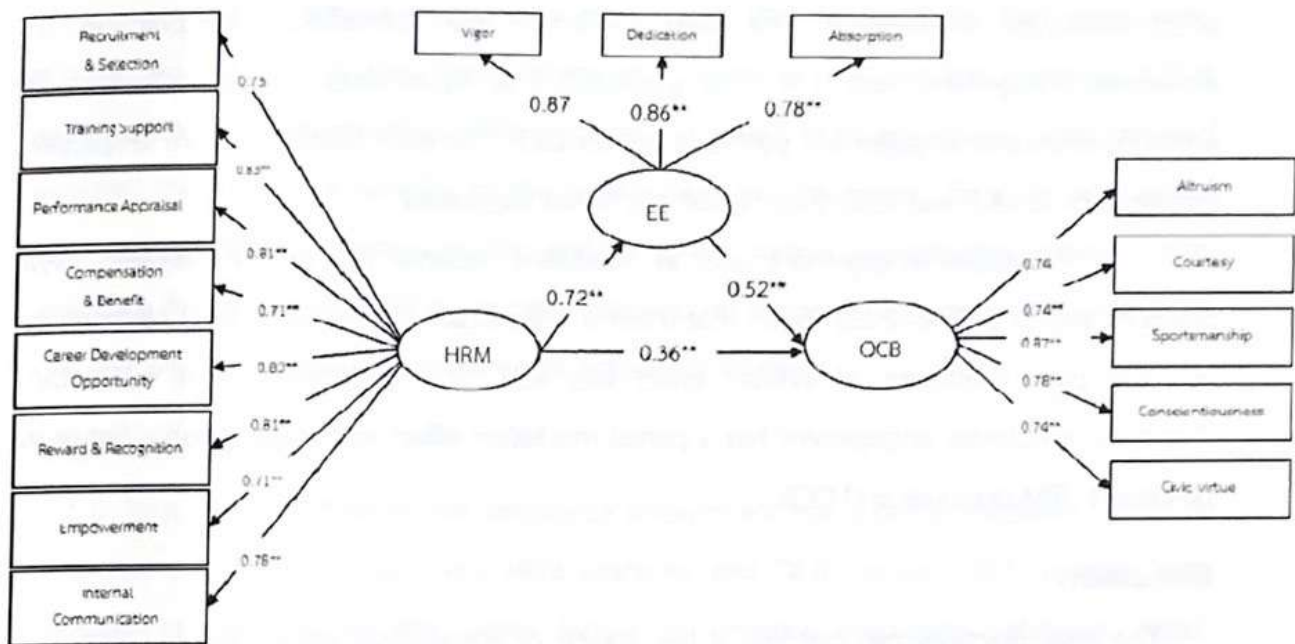 Recruitment
& Selection
Training Support
Performance Appraisal
Compensation
& Benefit
Career Development
Opportunity
Reward & Recognition
Empowerment
Internal
Communication
0.75
0.81**
0.71**
0.81**
0.71**
HRM
Vigor
Dedication
Absorption
0.87
0.86**
0.78**
EE
0.72**
0.52**
0.36**
OCB
0.74
0.74**
0.87**
0.78**
0.74**
Altruism
Courtesy
Sportsmanship
Conscientiousness
Civic Virtue